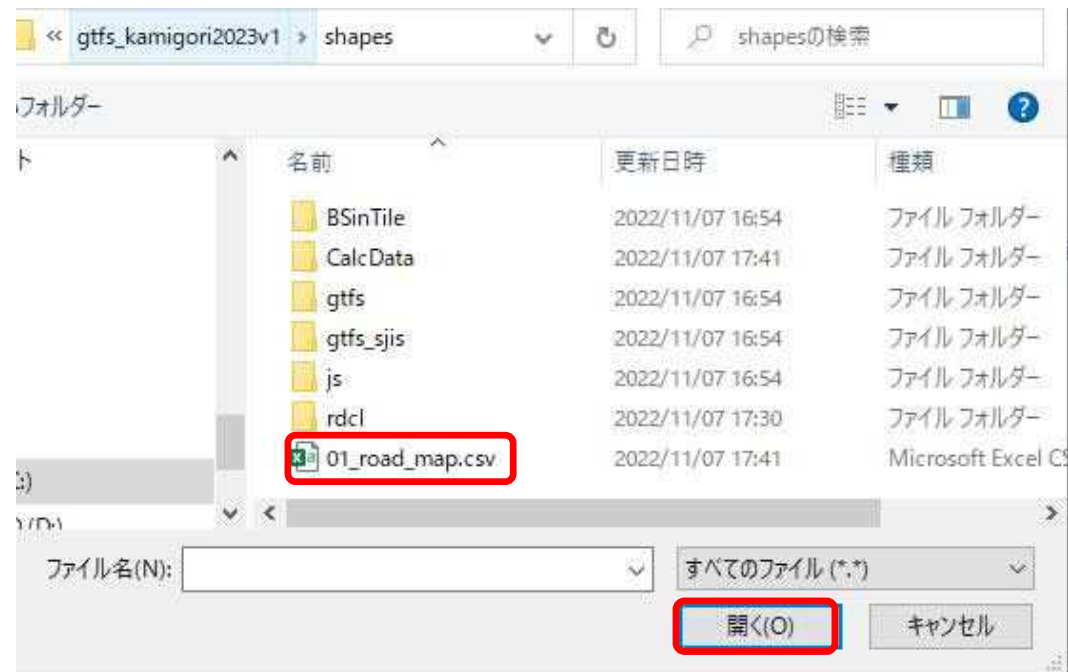 « gtfs_kamigori2023v1 › shapes shapesの検索
フォルダー
ト
名前 更新日時 種類
BSinTile 2022/11/07 16:54 ファイル フォルダー
CalcData 2022/11/07 17:41 ファイル フォルダー
gtfs 2022/11/07 16:54 ファイル フォルダー
gtfs_sjis 2022/11/07 16:54 ファイル フォルダー
js 2022/11/07 16:54 ファイル フォルダー
rdcl 2022/11/07 17:30 ファイル フォルダー
01_road_map.csv 2022/11/07 17:41 Microsoft Excel CS
:)
(D:)
ファイル名(N): すべてのファイル (*.*)
開く(O) キャンセル